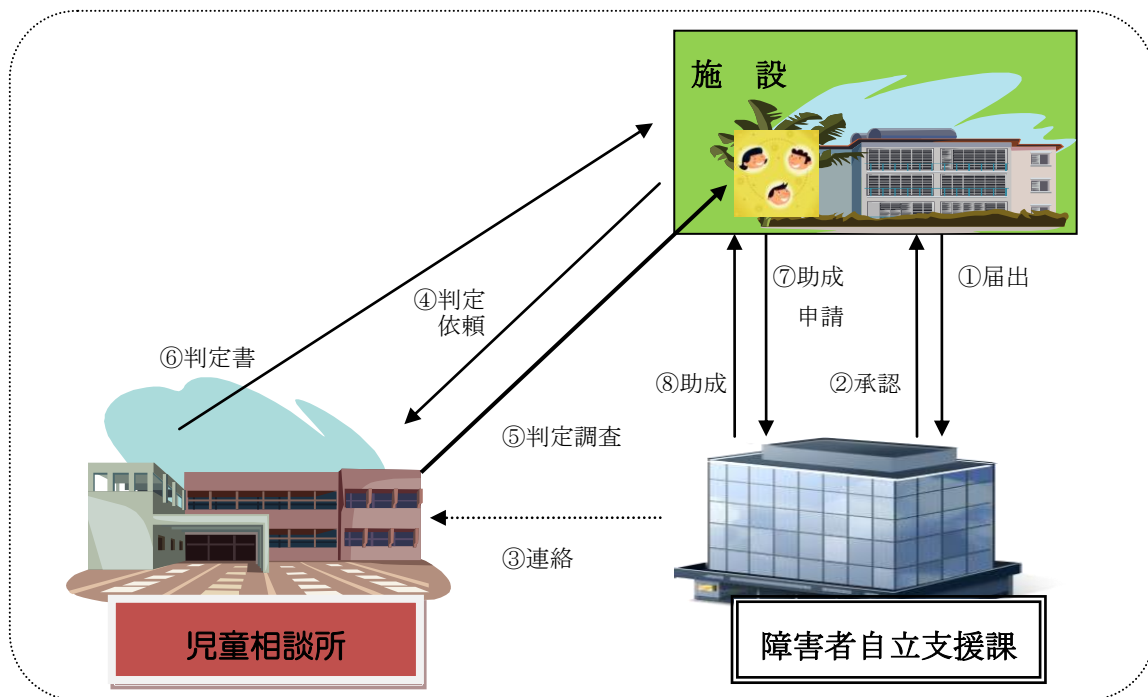 施　設
④判定
依頼
⑦助成
申請
①届出
⑥判定書
⑧助成
②承認
⑤判定調査
③連絡
児童相談所
障害者自立支援課